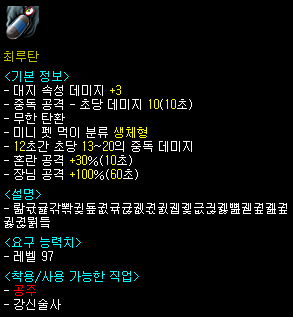 최루탄
<기본 정보>
- 대지 속성 데미지 +3
- 중독 공격 - 초당 데미지 10(10초)
- 무한 탄환
- 미니 펫 먹이 분류 생체형
- 12초간 초당 13~20의 중독 데미지
- 혼란 공격 +30%(10초)
- 장님 공격 +100%(60초)
<설명>
<요구 능력치>
- 레벨 97
<착용/사용 가능한 직업>
- 공주
- 강신술사